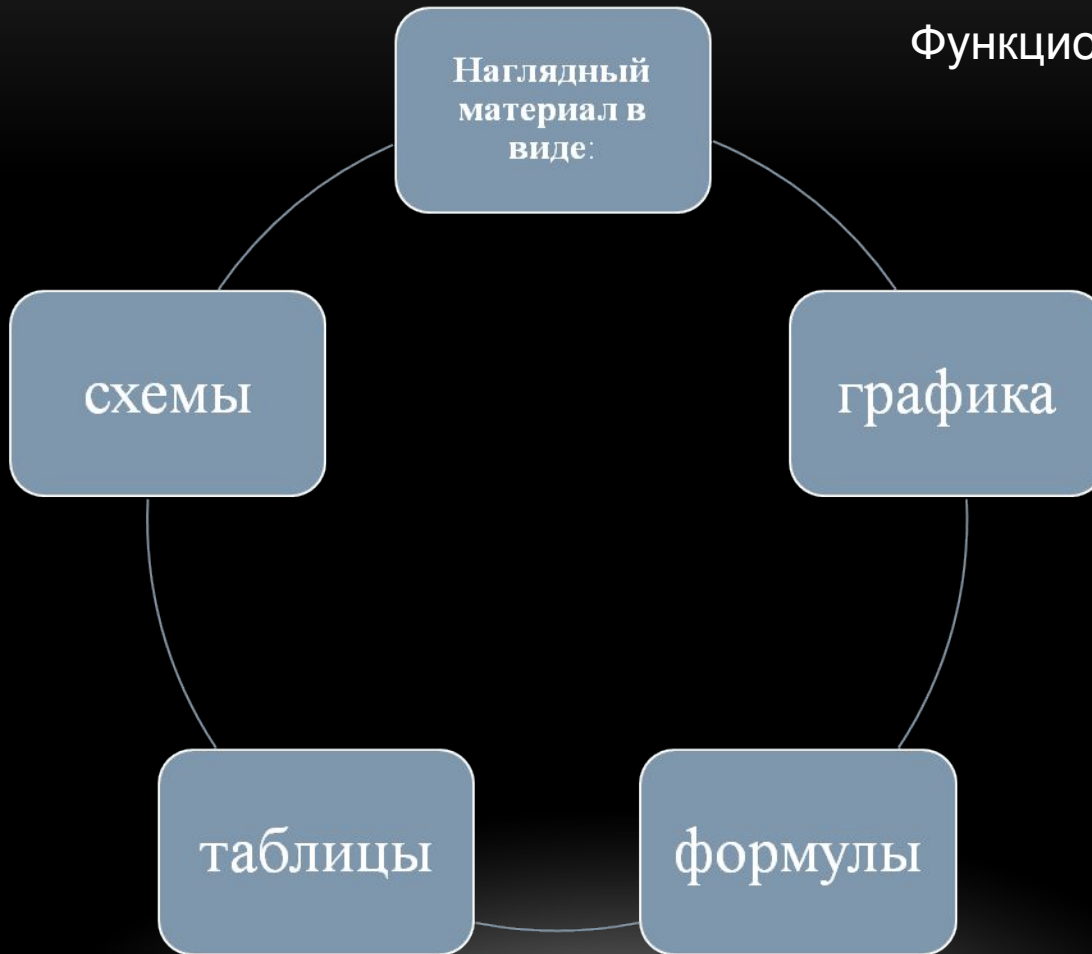 Функцио
Наглядный
материал в
виде:
схемы
графика
таблицы
формулы